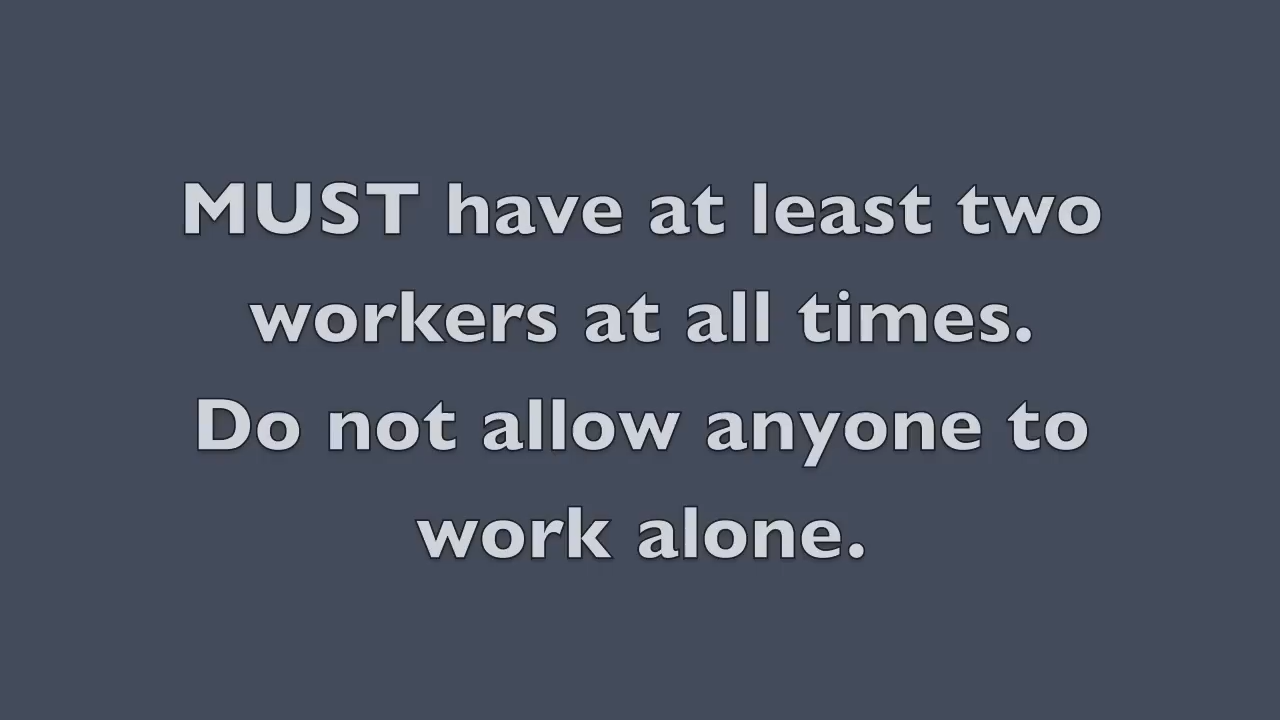 MUST have at least two
workers at all times.
Do not allow anyone to
work alone.